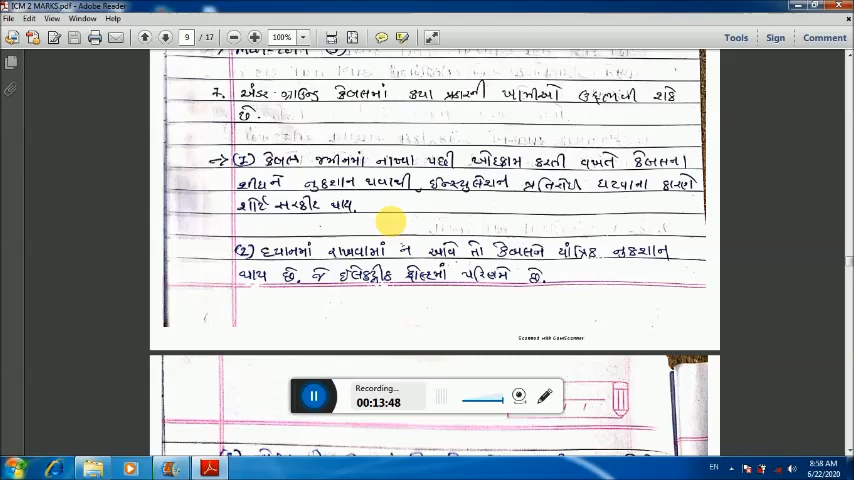 ICM 2 MARKS.pdf - Adobe Reader
File Edit View Window Help
9 / 17 100% Tools Sign Comment
7. અંડર ગ્રાઉન્ડ કેબલમાં કયા પ્રકારની ખામીઓ ઉદ્દભવી શકે
છે.
→ (1) કેબલ જમીનમાં નાખ્યા પછી ખોદકામ કરતી વખતે કેબલના
શીથને નુકશાન થવાથી, ઈન્સ્યુલેશન પ્રતિરોધ ઘટવાના કારણે
શોર્ટ સરકીટ થાય.
(2) ધ્યાનમાં રાખવામાં ન આવે તો કેબલને યાંત્રિક નુકશાન
થાય છે. જે ઈલેક્ટ્રીક ફોલ્ટમાં પરિણમે છે.
Scanned with CamScanner
Recording...
00:13:48
EN 8:58 AM
6/22/2020